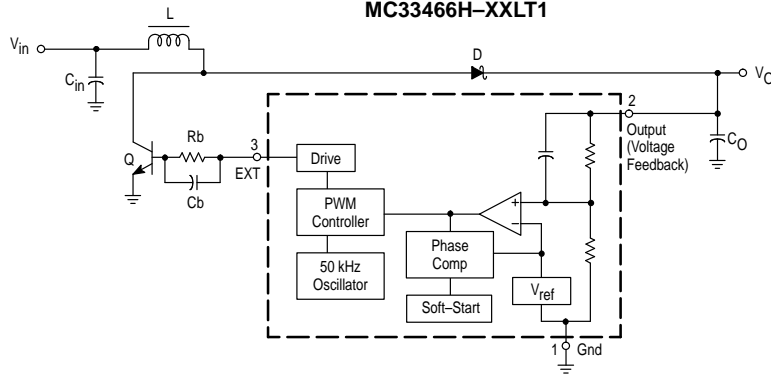 MC33466H–XXLT1
L
Vin
Cin
D
VO
2
Output
(Voltage
Feedback)
CO
Rb
3
Q
EXT
Cb
Drive
PWM
Controller
50 kHz
Oscillator
+
–
Phase
Comp
Soft–Start
Vref
1
Gnd